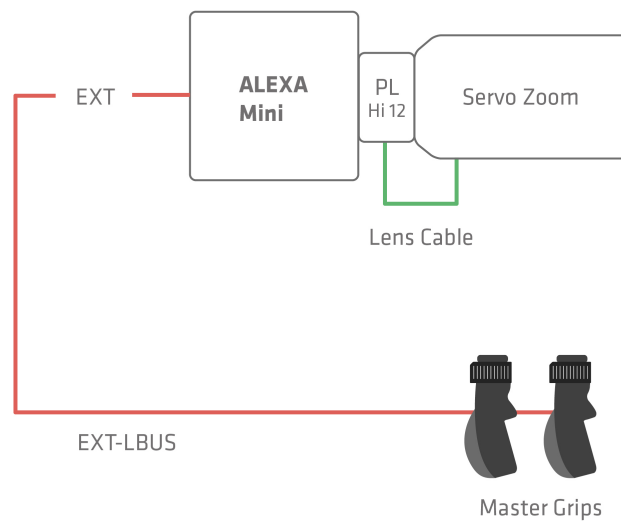 EXT
ALEXA
Mini
PL
Hi 12
Servo Zoom
Lens Cable
EXT-LBUS
Master Grips